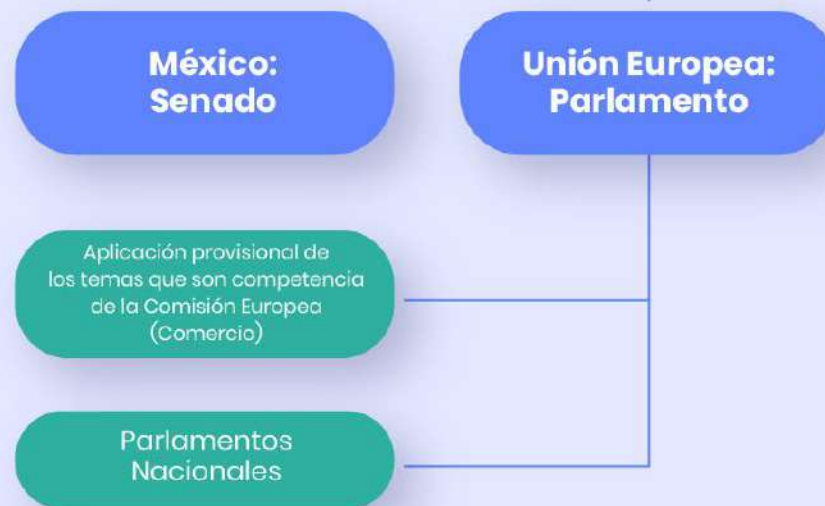 México:
Senado
Unión Europea:
Parlamento
Aplicación provisional de
los temas que son competencia
de la Comisión Europea
(Comercio)
Parlamentos
Nacionales